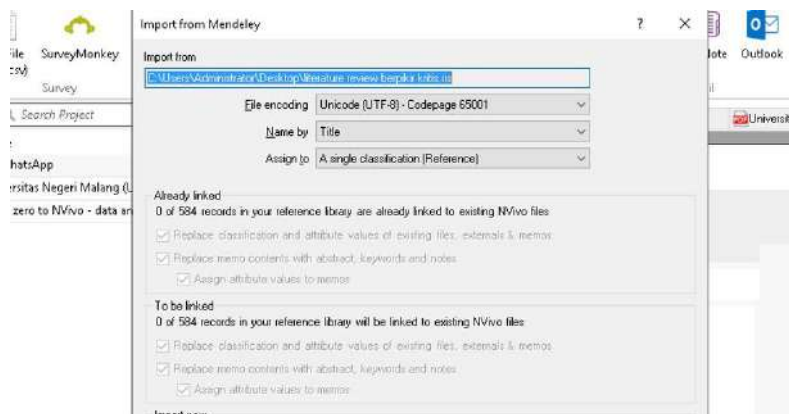 Import from Mendeley
? ×
ile SurveyMonkey
csv)
Survey
Note Outlook
Search Project
Universit
hatsApp
ersitas Negeri Malang (U
zero to NVivo - data an
Import from
C:\Users\Administrator\Desktop\literature review berpikir kritis.ris
File encoding Unicode (UTF-8) - Codepage 65001
Name by Title
Assign to A single classification (Reference)
Already linked
0 of 584 records in your reference library are already linked to existing NVivo files
Replace classification and attribute values of existing files, externals & memos
Replace memo contents with abstract, keywords and notes
Assign attribute values to memos
To be linked
0 of 584 records in your reference library will be linked to existing NVivo files
Replace classification and attribute values of existing files, externals & memos
Replace memo contents with abstract, keywords and notes
Assign attribute values to memos